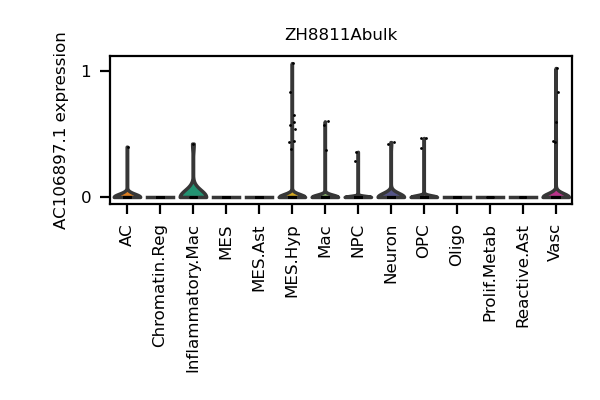 ZH8811Abulk
AC106897.1 expression
1
0
AC
Chromatin.Reg
Inflammatory.Mac
MES
MES.Ast
MES.Hyp
Mac
NPC
Neuron
OPC
Oligo
Prolif.Metab
Reactive.Ast
Vasc